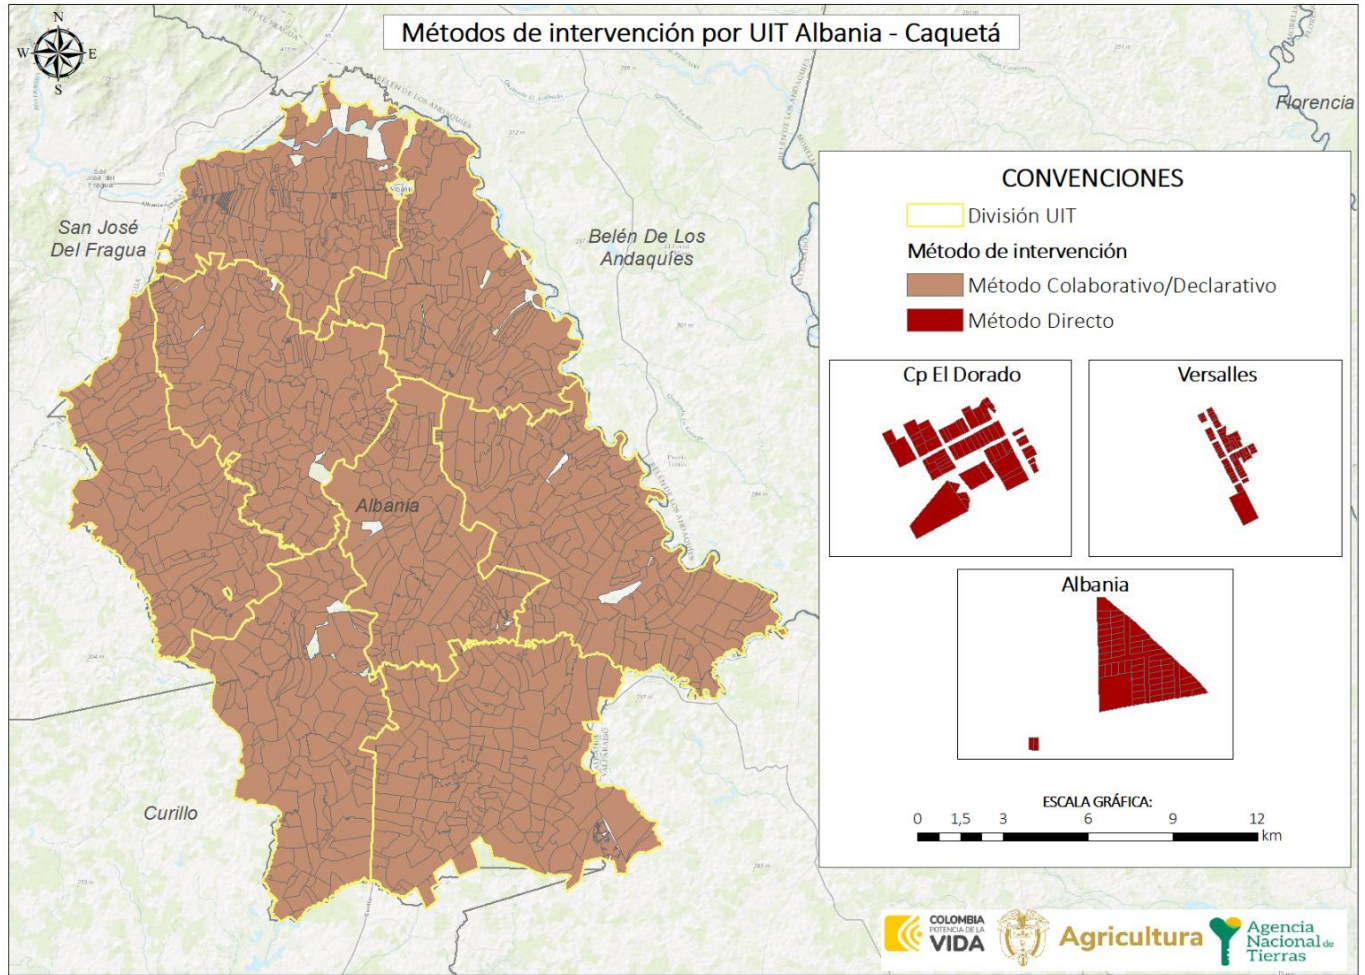 Métodos de intervención por UIT Albania - Caquetá
N
W
E
S
Florencia
San José
Del Fragua
Belén De Los
Andaquíes
Albania
Curillo
CONVENCIONES
División UIT
Método de intervención
Método Colaborativo/Declarativo
Método Directo
Cp El Dorado
Versalles
Albania
ESCALA GRÁFICA:
0 1,5 3 6 9 12
km
COLOMBIA
POTENCIA DE LA
VIDA
Agricultura
Agencia
Nacional de
Tierras